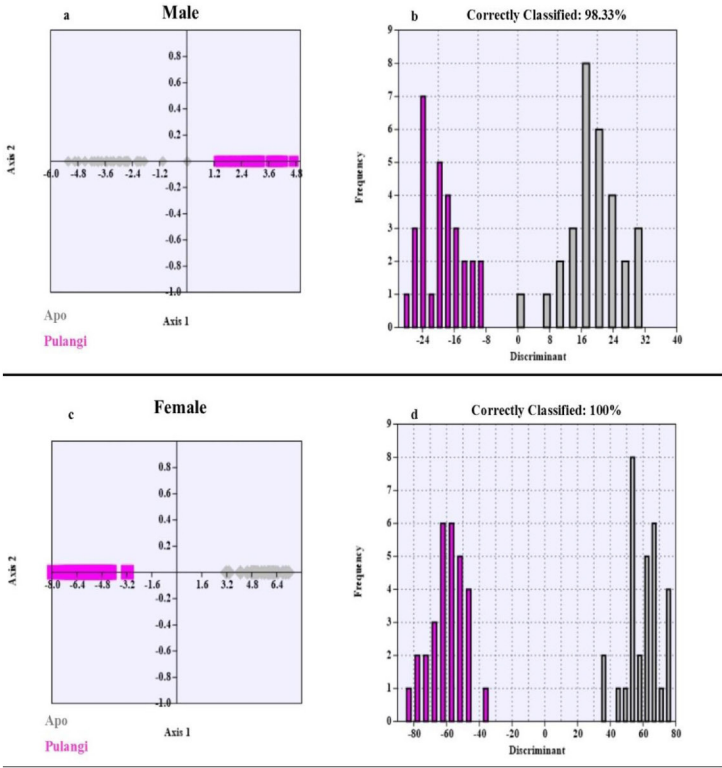 a Male
0.8
0.6
0.4
0.2
-6.0 -4.8 -3.6 -2.4 -1.2 1.2 2.4 3.6 4.8
-0.2
-0.4
-0.6
-0.8
-1.0
Axis 2
Axis 1
Apo
Pulangi
b Correctly Classified: 98.33%
9
8
7
6
5
4
3
2
1
0
-24 -16 -8 0 8 16 24 32 40
Frequency
Discriminant
c Female
0.8
0.6
0.4
0.2
-8.0 -6.4 -4.8 -3.2 -1.6 1.6 3.2 4.8 6.4
-0.2
-0.4
-0.6
-0.8
-1.0
Axis 2
Axis 1
Apo
Pulangi
d Correctly Classified: 100%
9
8
7
6
5
4
3
2
1
0
-80 -60 -40 -20 0 20 40 60 80
Frequency
Discriminant